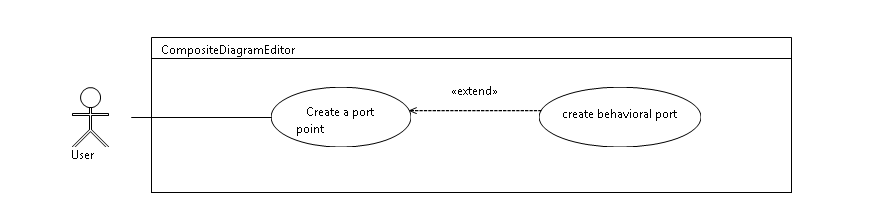 CompositeDiagramEditor
«extend»
Create a port
point
create behavioral port
User